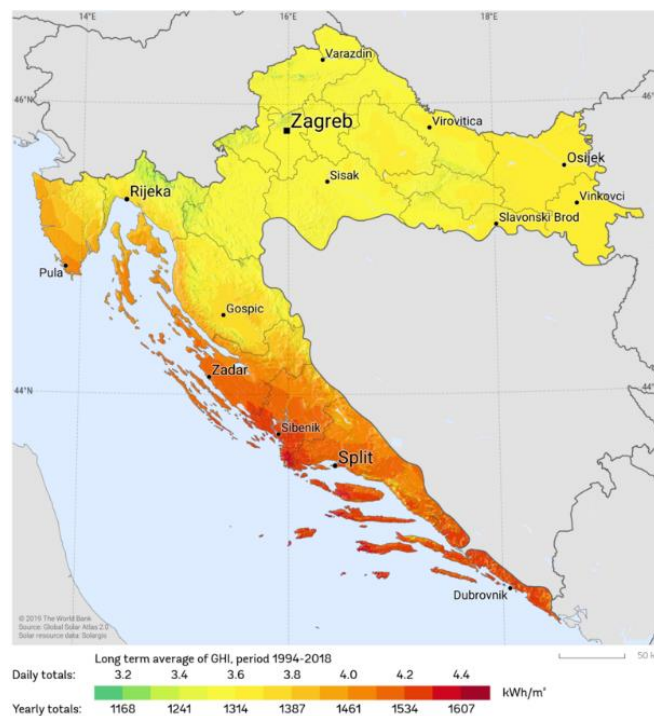 14°E
16°E
18°E
46°N
46°N
Varazdin
Zagreb
Virovitica
Osijek
Sisak
Vinkovci
Rijeka
Slavonski Brod
Pula
Gospic
Zadar
44°N
44°N
Sibenik
Split
Dubrovnik
© 2019 The World Bank
Source: Global Solar Atlas 2.0
Solar resource data: Solargis
Long term average of GHI, period 1994-2018
50 k
Daily totals: 3.2 3.4 3.6 3.8 4.0 4.2 4.4
kWh/m²
Yearly totals: 1168 1241 1314 1387 1461 1534 1607